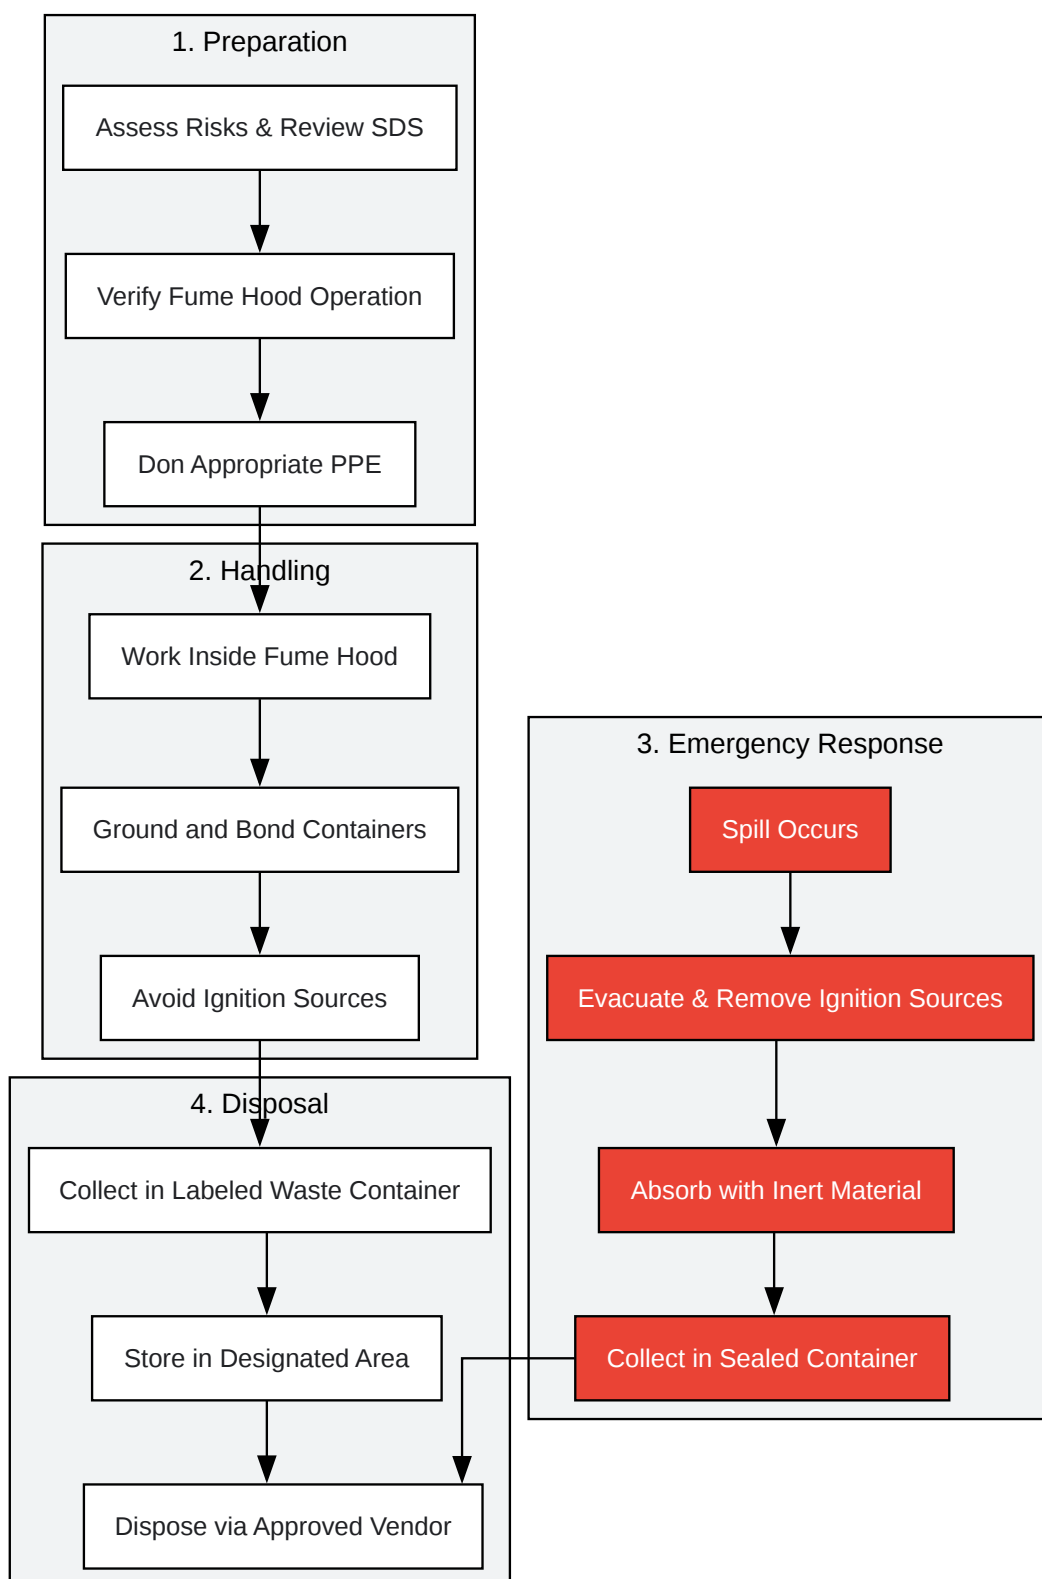 1. Preparation
Assess Risks & Review SDS
Verify Fume Hood Operation
Don Appropriate PPE
2. Handling
Work Inside Fume Hood
Ground and Bond Containers
Avoid Ignition Sources
3. Emergency Response
Spill Occurs
Evacuate & Remove Ignition Sources
Absorb with Inert Material
Collect in Sealed Container
4. Disposal
Collect in Labeled Waste Container
Store in Designated Area
Dispose via Approved Vendor